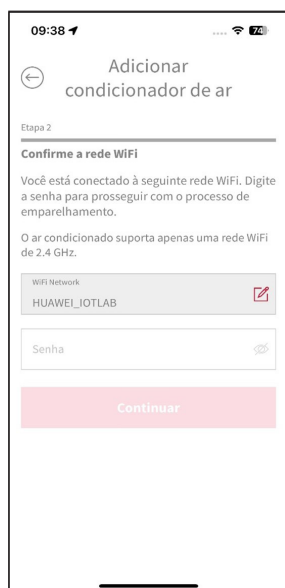 09:38
74
Adicionar
condicionador de ar
Etapa 2
Confirme a rede WiFi
Você está conectado à seguinte rede WiFi. Digite
a senha para prosseguir com o processo de
emparelhamento.
O ar condicionado suporta apenas uma rede WiFi
de 2.4 GHz.
WiFi Network
HUAWEI_IOTLAB
Senha
Continuar